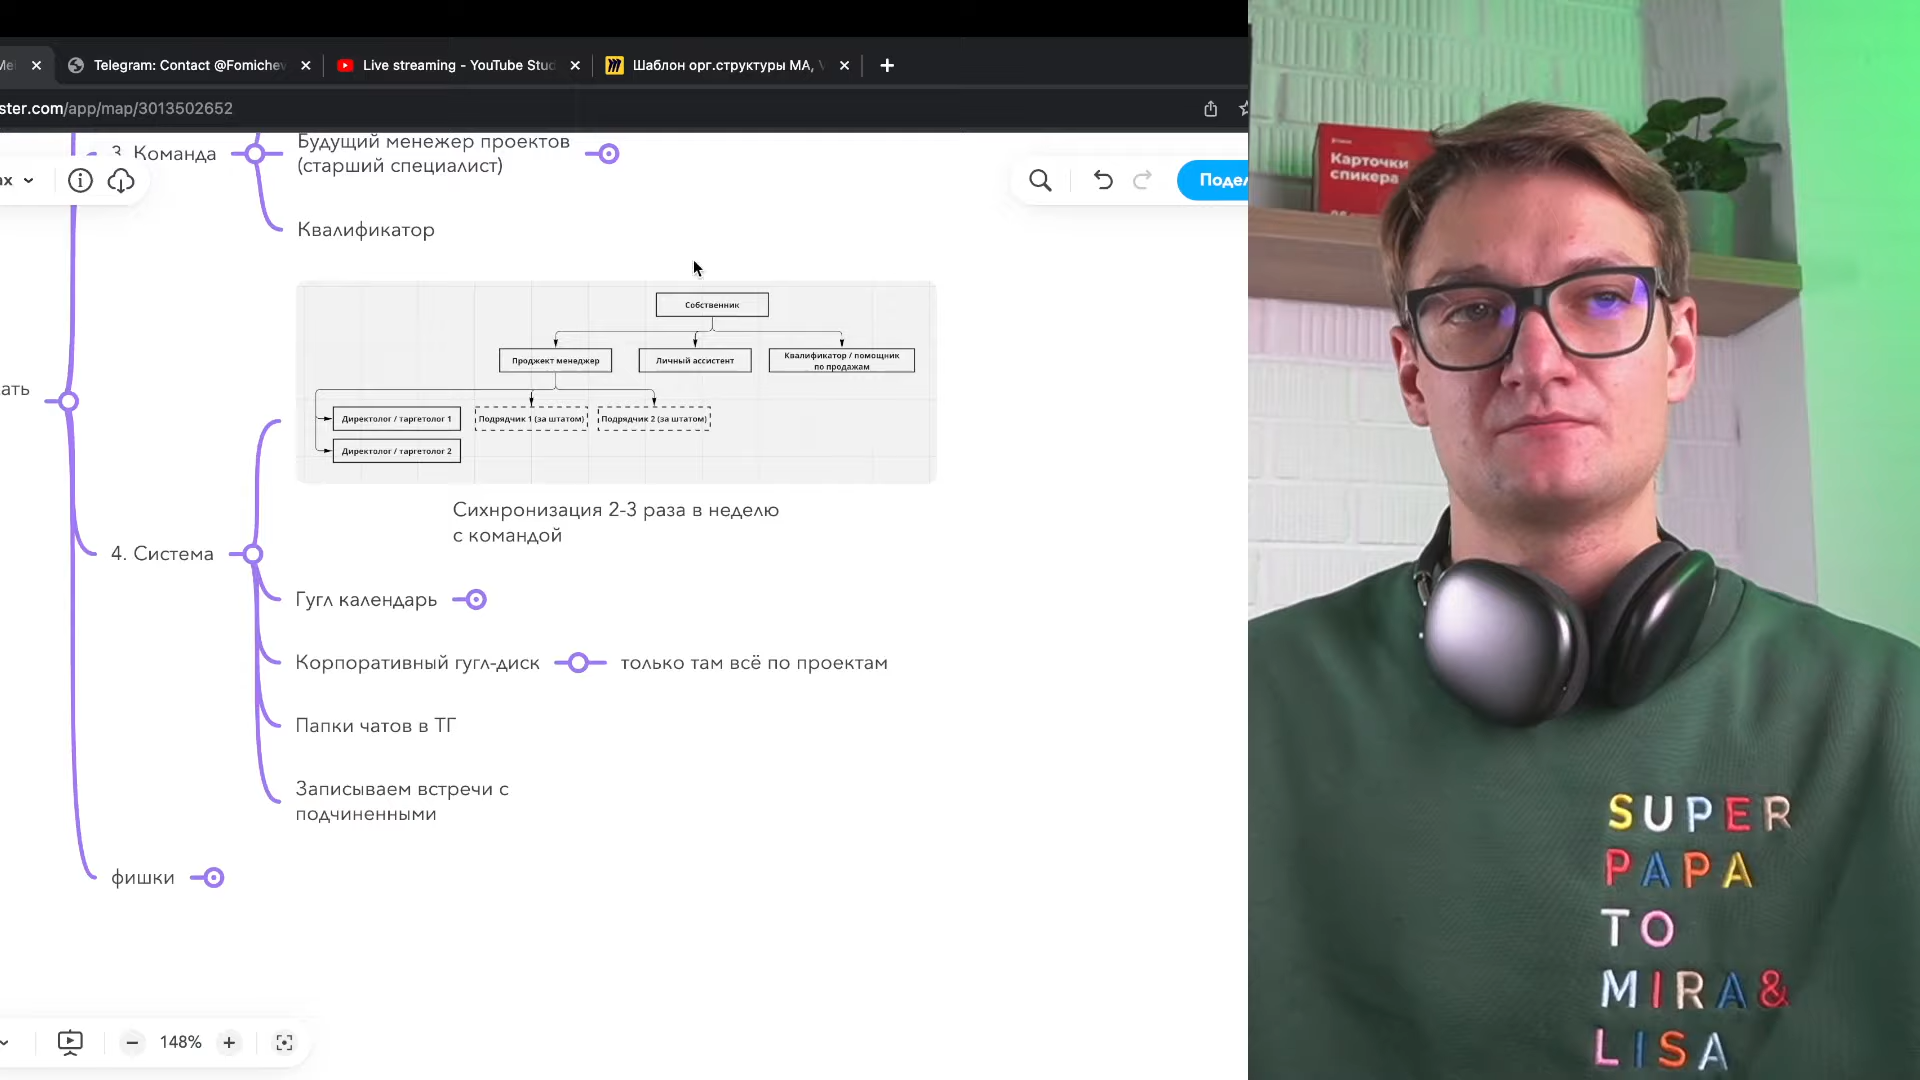 Telegram: Contact @Fomichev
Live streaming - YouTube Stud
Шаблон орг.структуры МА,
ster.com/app/map/3013502652
3. Команда
Будущий менежер проектов
(старший специалист)
Квалификатор
Подел
ать
Собственник
Проджект менеджер
Личный ассистент
Квалификатор / помощник
по продажам
Директолог / таргетолог 1
Подрядчик 1 (за штатом)
Подрядчик 2 (за штатом)
Директолог / таргетолог 2
Сихнронизация 2-3 раза в неделю
с командой
4. Система
Гугл календарь
Корпоративный гугл-диск
только там всё по проектам
Папки чатов в ТГ
Записываем встречи с
подчиненными
фишки
148%
Карточки
спикера
SUPER
PAPA
TO
MIRA&
LISA